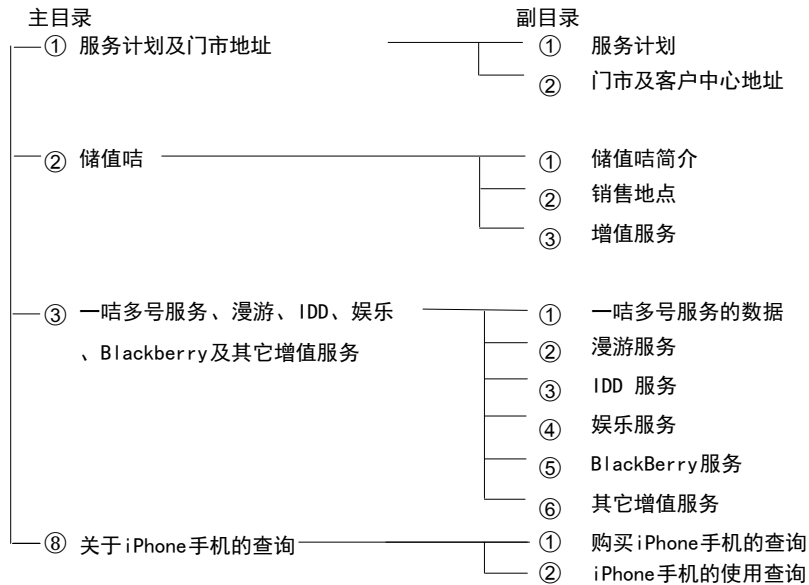 主目录 副目录
① 服务计划及门市地址 ① 服务计划
② 门市及客户中心地址
② 储值咭 ① 储值咭简介
② 销售地点
③ 增值服务
③ 一咭多号服务、漫游、IDD、娱乐 ① 一咭多号服务的数据
、Blackberry及其它增值服务 ② 漫游服务
③ IDD 服务
④ 娱乐服务
⑤ BlackBerry服务
⑥ 其它增值服务
⑧ 关于iPhone手机的查询 ① 购买iPhone手机的查询
② iPhone手机的使用查询